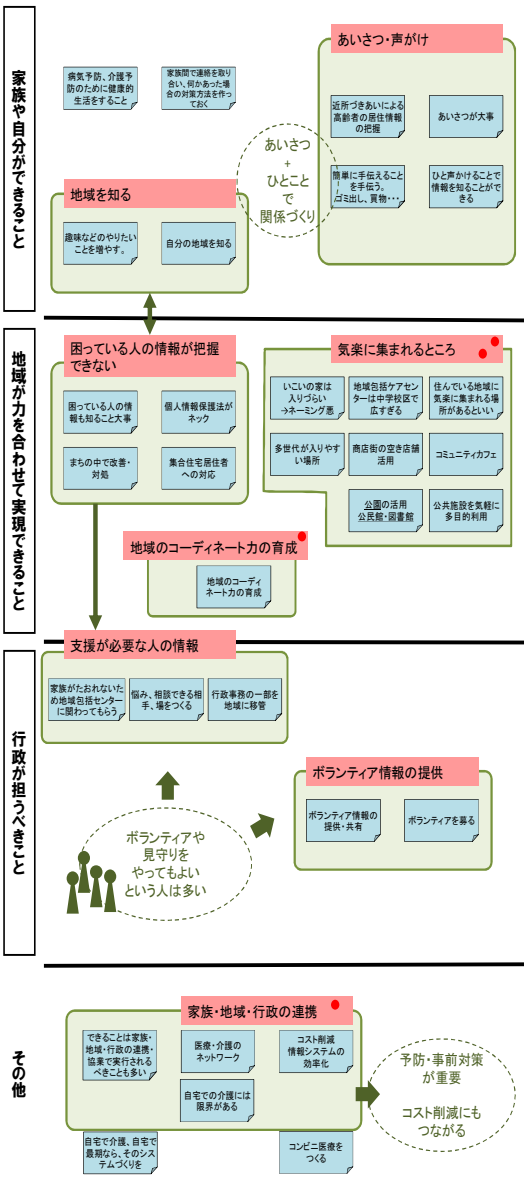 家族や自分ができること
病気予防、介護予
防のために健康的
生活をすること
家族間で連絡を取り
合い、何かあった場
合の対策方法を作っ
ておく
あいさつ・声がけ
近所づきあいによる
高齢者の居住情報
の把握
あいさつが大事
簡単に手伝えること
を手伝う。
ゴミ出し、買物・・・
ひと声かけることで
情報を知ることがで
きる
あいさつ
+
ひとこと
で
関係づくり
地域を知る
趣味などのやりたい
ことを増やす。
自分の地域を知る
地域が力を合わせて実現できること
困っている人の情報が把握
できない
困っている人の情
報も知ること大事
個人情報保護法が
ネック
まちの中で改善・
対処
集合住宅居住者
への対応
気楽に集まれるところ
いこいの家は
入りづらい
→ネーミング悪
地域包括ケアセン
ターは中学校区で
広すぎる
住んでいる地域に
気楽に集まれる場
所があるといい
多世代が入りやす
い場所
商店街の空き店舗
活用
コミュニティカフェ
公園の活用
公民館・図書館
公共施設を気軽に
多目的利用
地域のコーディネート力の育成
地域のコーディ
ネート力の育成
行政が担うべきこと
支援が必要な人の情報
家族がたおれないた
め地域包括センター
に関わってもらう
悩み、相談できる相
手、場をつくる
行政事務の一部を
地域に移管
ボランティア情報の提供
ボランティア情報の
提供・共有
ボランティアを募る
ボランティアや
見守りを
やってもよい
という人は多い
その他
家族・地域・行政の連携
できることは家族・
地域・行政の連携・
協業で実行される
べきことも多い
医療・介護の
ネットワーク
コスト削減
情報システムの
効率化
自宅での介護には
限界がある
自宅で介護、自宅で
最期なら、そのシス
テムづくりを
コンビニ医療を
つくる
予防・事前対策
が重要
コスト削減にも
つながる